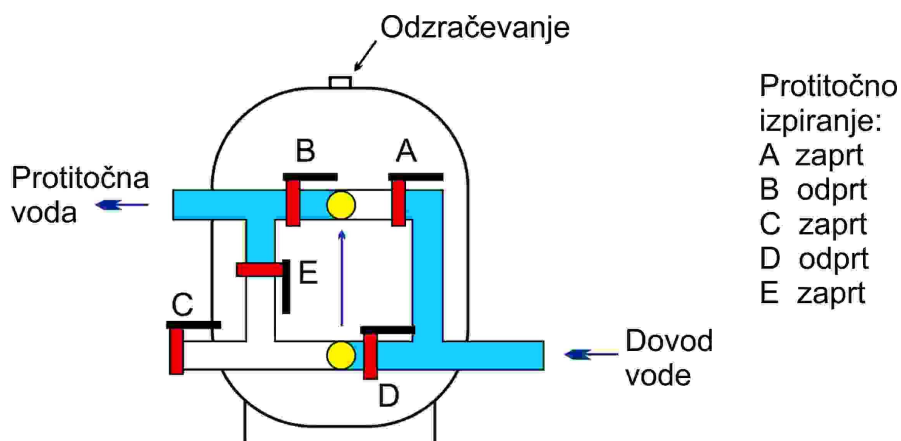 Odzračevanje
Protitočno
izpiranje:
A zaprt
B odprt
C zaprt
D odprt
E zaprt
B
A
Protitočna
voda
E
C
Dovod
vode
D